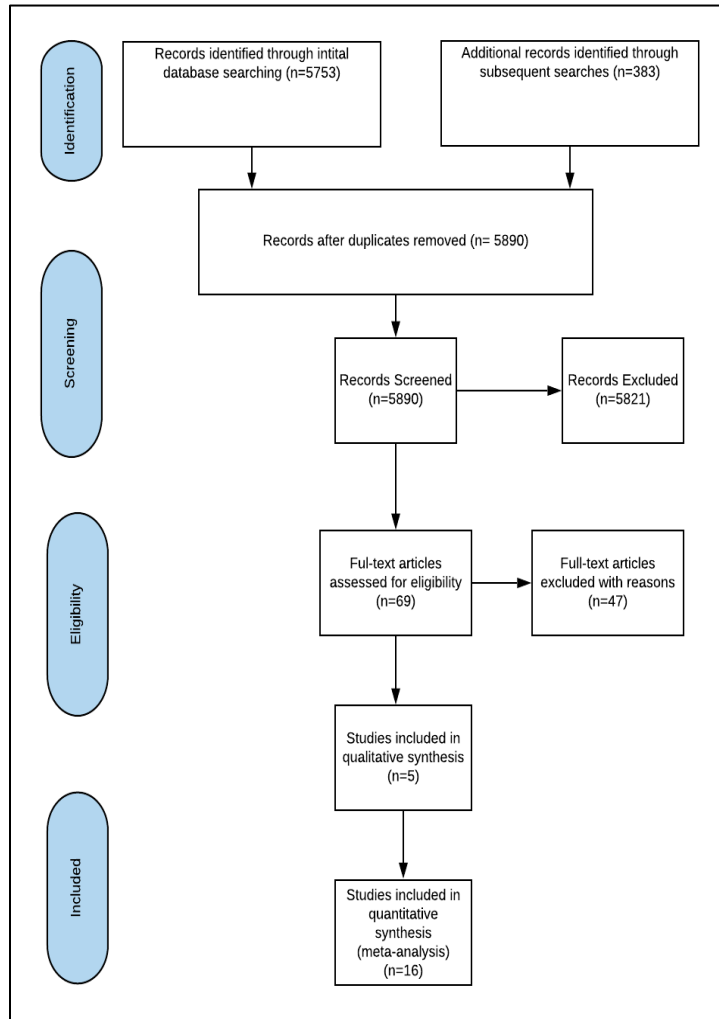 Identification
Records identified through intital
database searching (n=5753)
Additional records identified through
subsequent searches (n=383)
Records after duplicates removed (n= 5890)
Screening
Records Screened
(n=5890)
Records Excluded
(n=5821)
Eligibility
Ful-text articles
assessed for eligibility
(n=69)
Full-text articles
excluded with reasons
(n=47)
Studies included in
qualitative synthesis
(n=5)
Included
Studies included in
quantitative
synthesis
(meta-analysis)
(n=16)